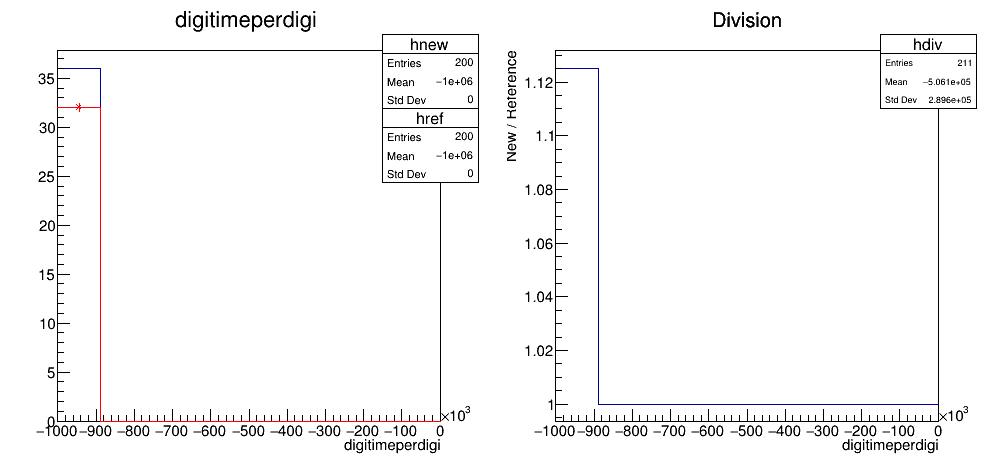 digitimeperdigi
hnew
Entries 200
Mean −1e+06
Std Dev 0
href
Entries 200
Mean −1e+06
Std Dev 0
35
30
25
20
15
10
5
0
−1000 −900 −800 −700 −600 −500 −400 −300 −200 −100 0
×10³
digitimeperdigi
Division
hdiv
Entries 211
Mean −5.061e+05
Std Dev 2.896e+05
New / Reference
1.12
1.1
1.08
1.06
1.04
1.02
1
−1000 −900 −800 −700 −600 −500 −400 −300 −200 −100 0
×10³
digitimeperdigi